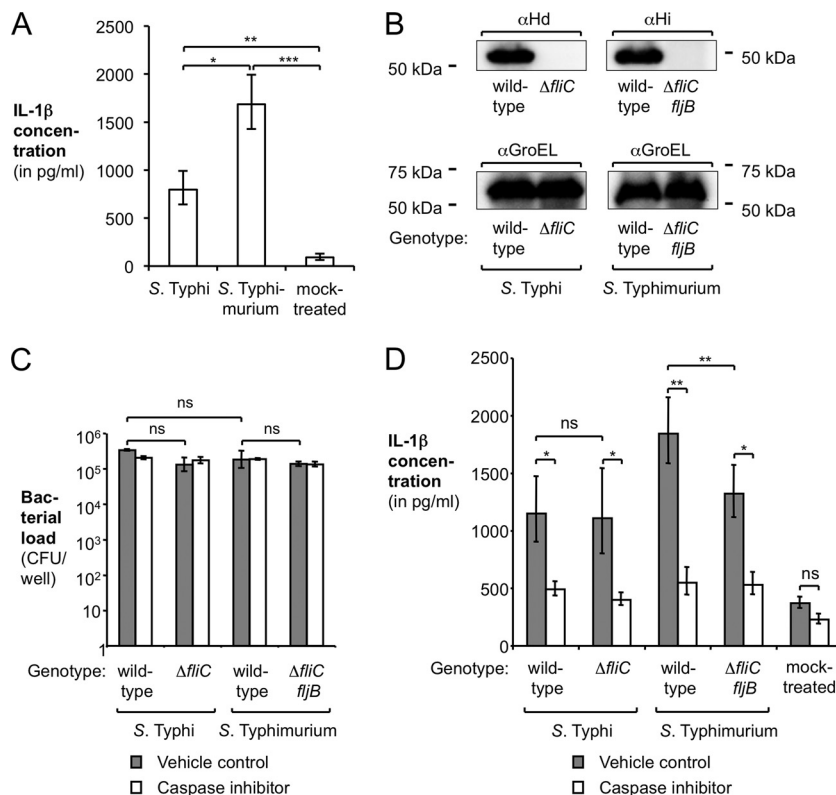 A
2500
2000
1500
1000
500
0
IL-1β
concen-
tration
(in pg/ml)
**
*
***
S. Typhi
S. Typhi-
murium
mock-
treated
B
αHd
αHi
50 kDa
50 kDa
wild-
type
ΔfliC
wild-
type
ΔfliC
fljB
αGroEL
αGroEL
75 kDa
50 kDa
75 kDa
50 kDa
Genotype:
wild-
type
ΔfliC
wild-
type
ΔfliC
fljB
S. Typhi
S. Typhimurium
C
ns
ns
ns
10⁶
10⁵
10⁴
10³
10²
10
1
Bac-
terial
load
(CFU/
well)
Genotype:
wild-
type
ΔfliC
wild-
type
ΔfliC
fljB
S. Typhi
S. Typhimurium
Vehicle control
Caspase inhibitor
D
2500
2000
1500
1000
500
0
IL-1β
concen-
tration
(in pg/ml)
ns
*
*
**
**
*
ns
Genotype:
wild-
type
ΔfliC
wild-
type
ΔfliC
fljB
mock-
treated
S. Typhi
S. Typhimurium
Vehicle control
Caspase inhibitor